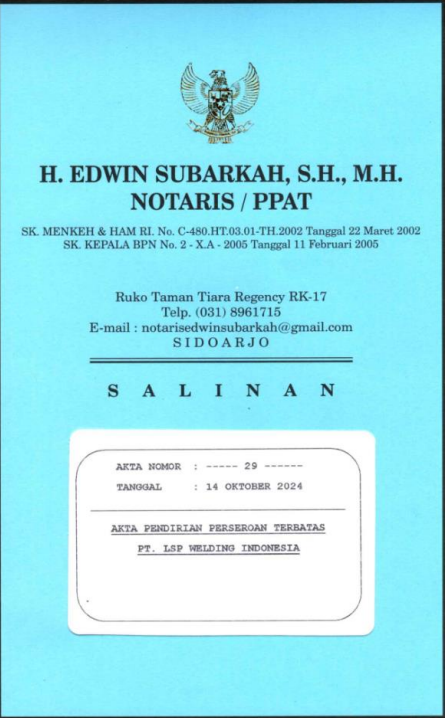 H. EDWIN SUBARKAH, S.H., M.H.
NOTARIS / PPAT
SK. MENKEH & HAM RI. No. C-480.HT.03.01-TH.2002 Tanggal 22 Maret 2002
SK. KEPALA BPN No. 2 - X.A - 2005 Tanggal 11 Februari 2005
Ruko Taman Tiara Regency RK-17
Telp. (031) 8961715
E-mail : notarisedwinsubarkah@gmail.com
SIDOARJO
SALINAN
AKTA NOMOR : ----- 29 ------
TANGGAL : 14 OKTOBER 2024
AKTA PENDIRIAN PERSEROAN TERBATAS
PT. LSP WELDING INDONESIA